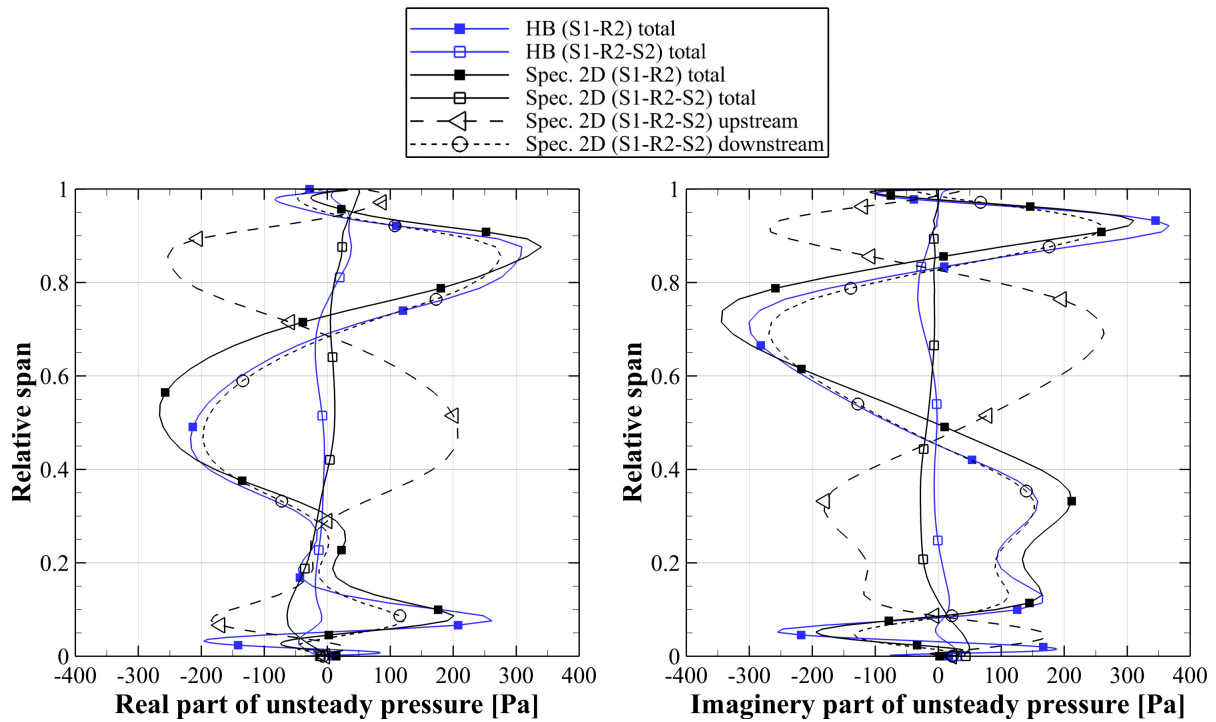 HB (S1-R2) total
HB (S1-R2-S2) total
Spec. 2D (S1-R2) total
Spec. 2D (S1-R2-S2) total
Spec. 2D (S1-R2-S2) upstream
Spec. 2D (S1-R2-S2) downstream
1
0.8
0.6
0.4
0.2
0
Relative span
-400 -300 -200 -100 0 100 200 300 400
Real part of unsteady pressure [Pa]
1
0.8
0.6
0.4
0.2
0
Relative span
-400 -300 -200 -100 0 100 200 300 400
Imaginery part of unsteady pressure [Pa]